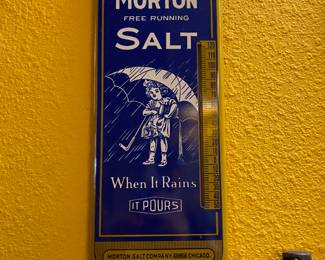 MORTON
FREE RUNNING
SALT
When It Rains
IT POURS
MORTON SALT COMPANY, CHICAGO.